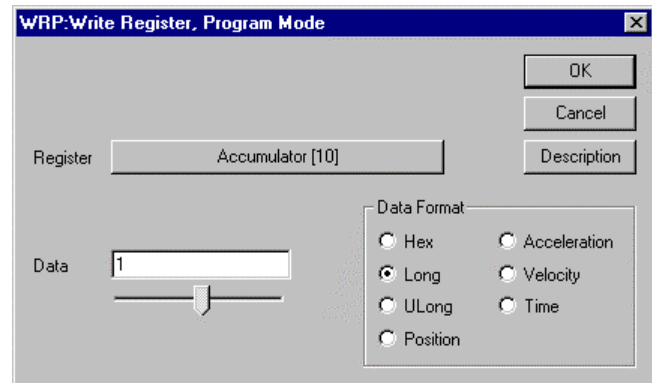 WRP:Write Register, Program Mode
OK
Cancel
Register Accumulator [10] Description
Data Format
Hex Acceleration
Data 1 Long Velocity
ULong Time
Position